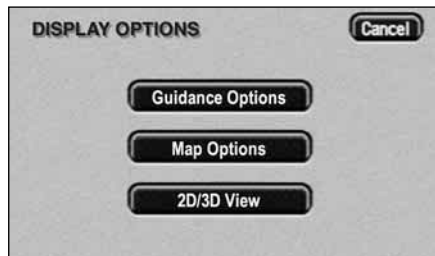 DISPLAY OPTIONS
Cancel
Guidance Options
Map Options
2D/3D View